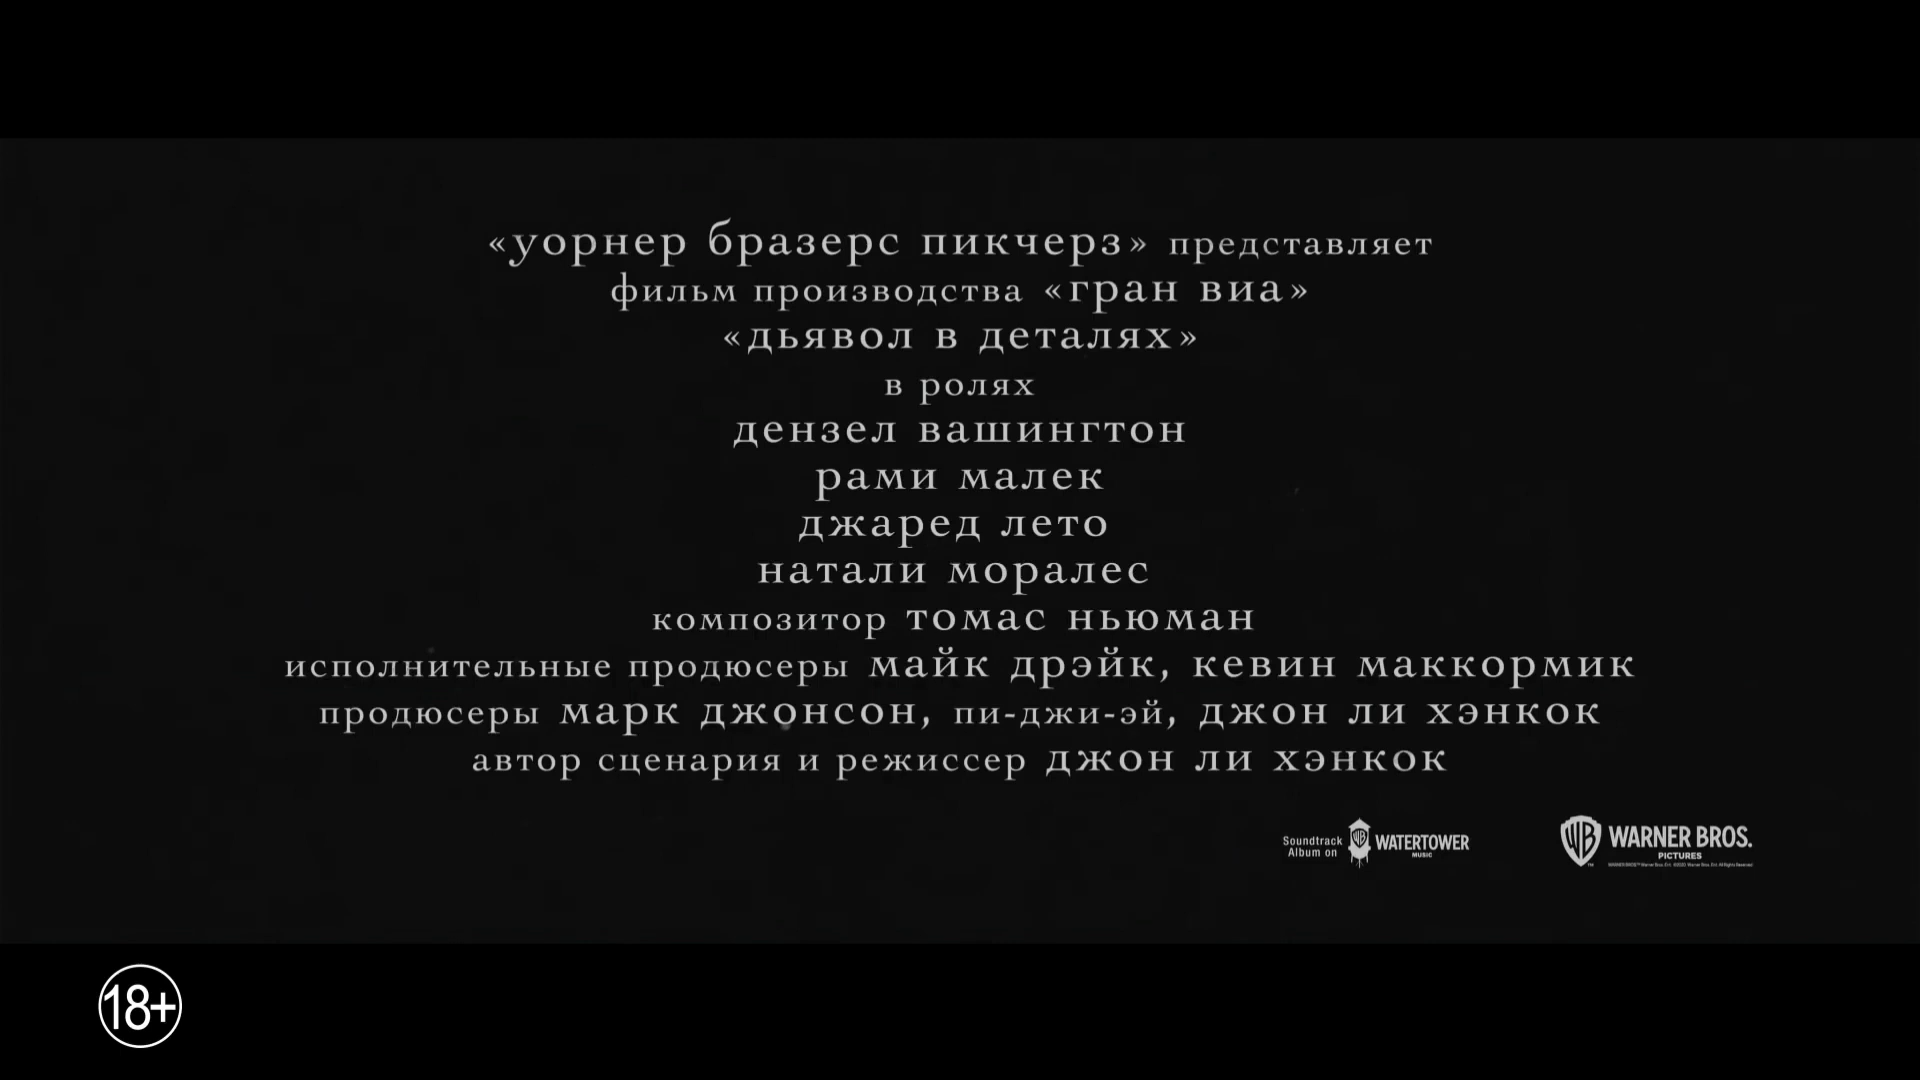 «уорнер бразерс пикчерз» представляет
фильм производства «гран виа»
«дьявол в деталях»
в ролях
дензел вашингтон
рами малек
джаред лето
натали моралес
композитор томас ньюман
исполнительные продюсеры майк дрэйк, кевин маккормик
продюсеры марк джонсон, пи-джи-эй, джон ли хэнкок
автор сценария и режиссер джон ли хэнкок
Soundtrack
Album on
WATERTOWER
MUSIC
WB
WARNER BROS.
PICTURES
18+